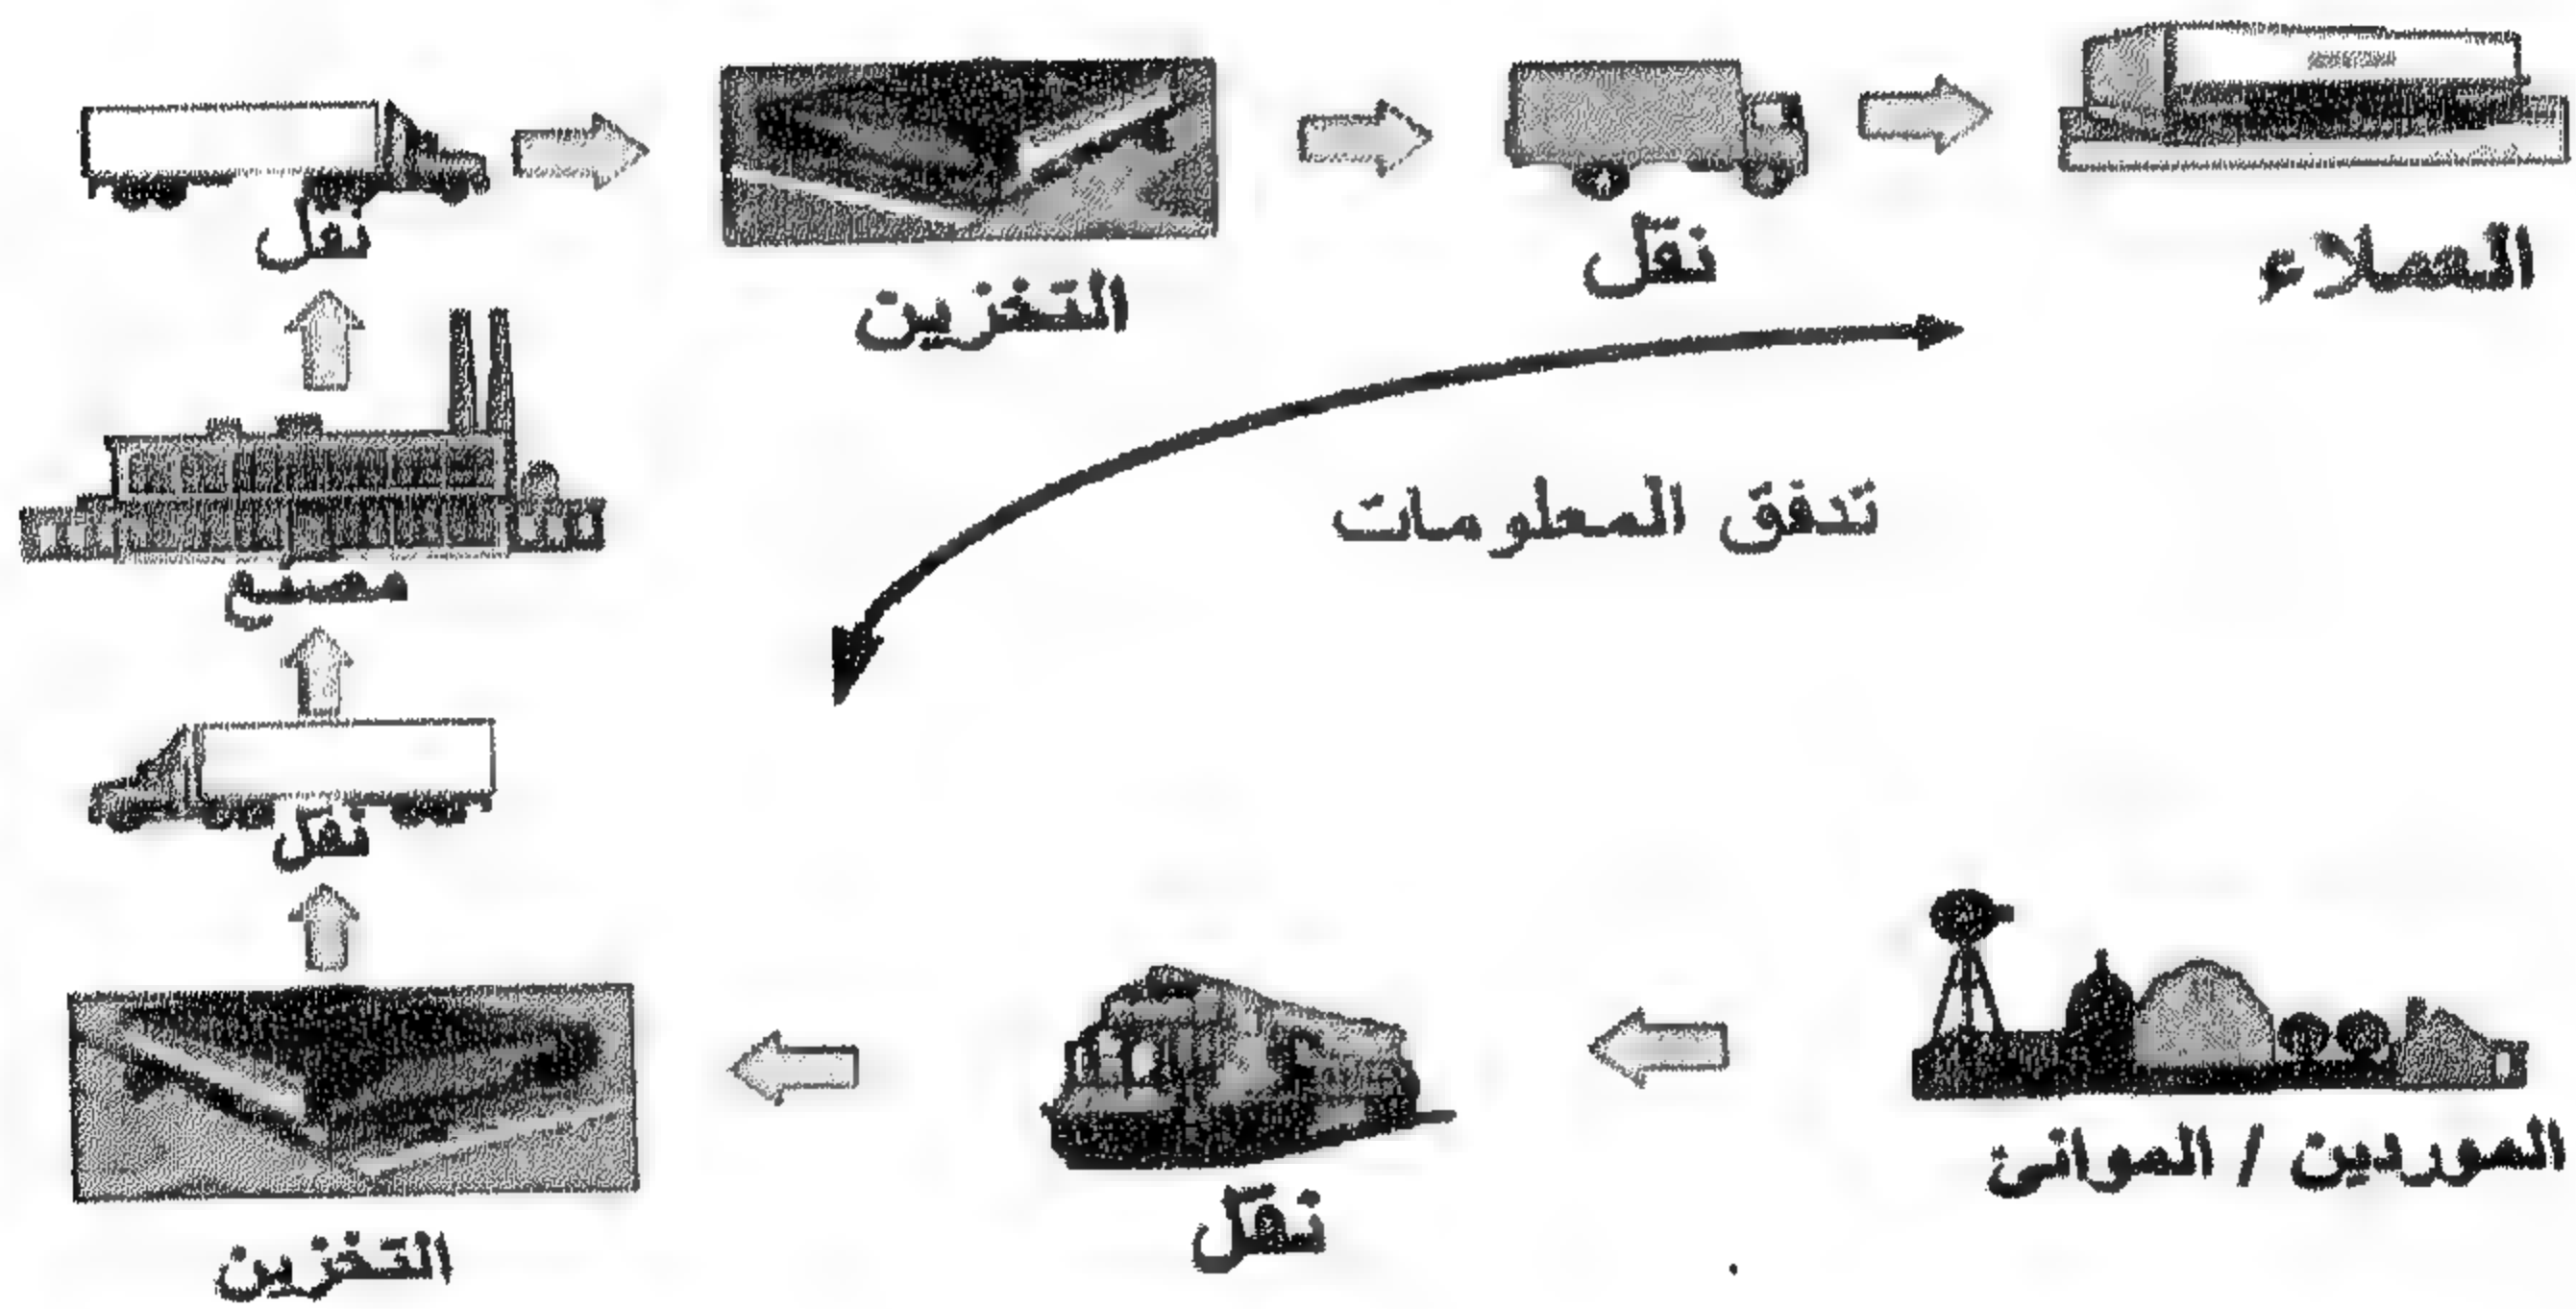 العملاء
نقل
التخزين
نقل
تدفق المعلومات
مصنع
نقل
الموردين / الموانئ
نقل
التخزين